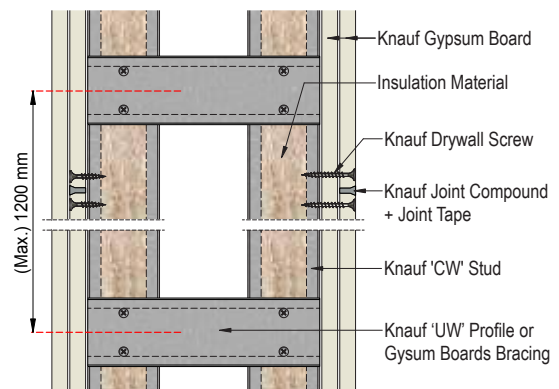 Knauf Gypsum Board
Insulation Material
Knauf Drywall Screw
Knauf Joint Compound
+ Joint Tape
Knauf 'CW' Stud
Knauf ‘UW’ Profile or
Gysum Boards Bracing
(Max.) 1200 mm